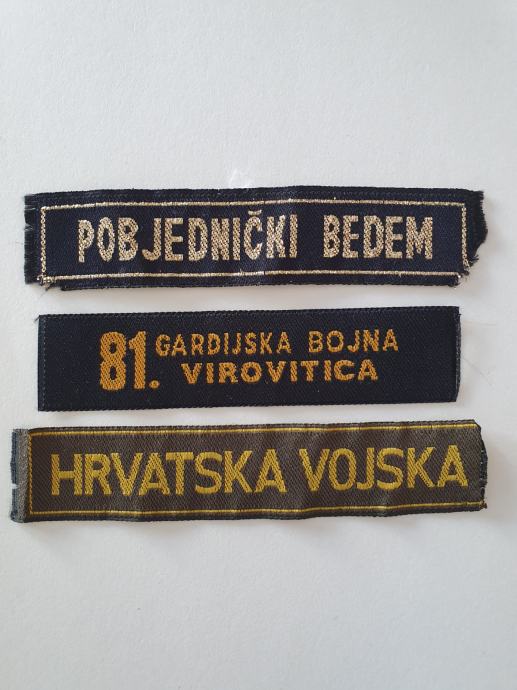 POBJEDNIČKI BEDEM
81. GARDIJSKA BOJNA
VIROVITICA
HRVATSKA VOJSKA